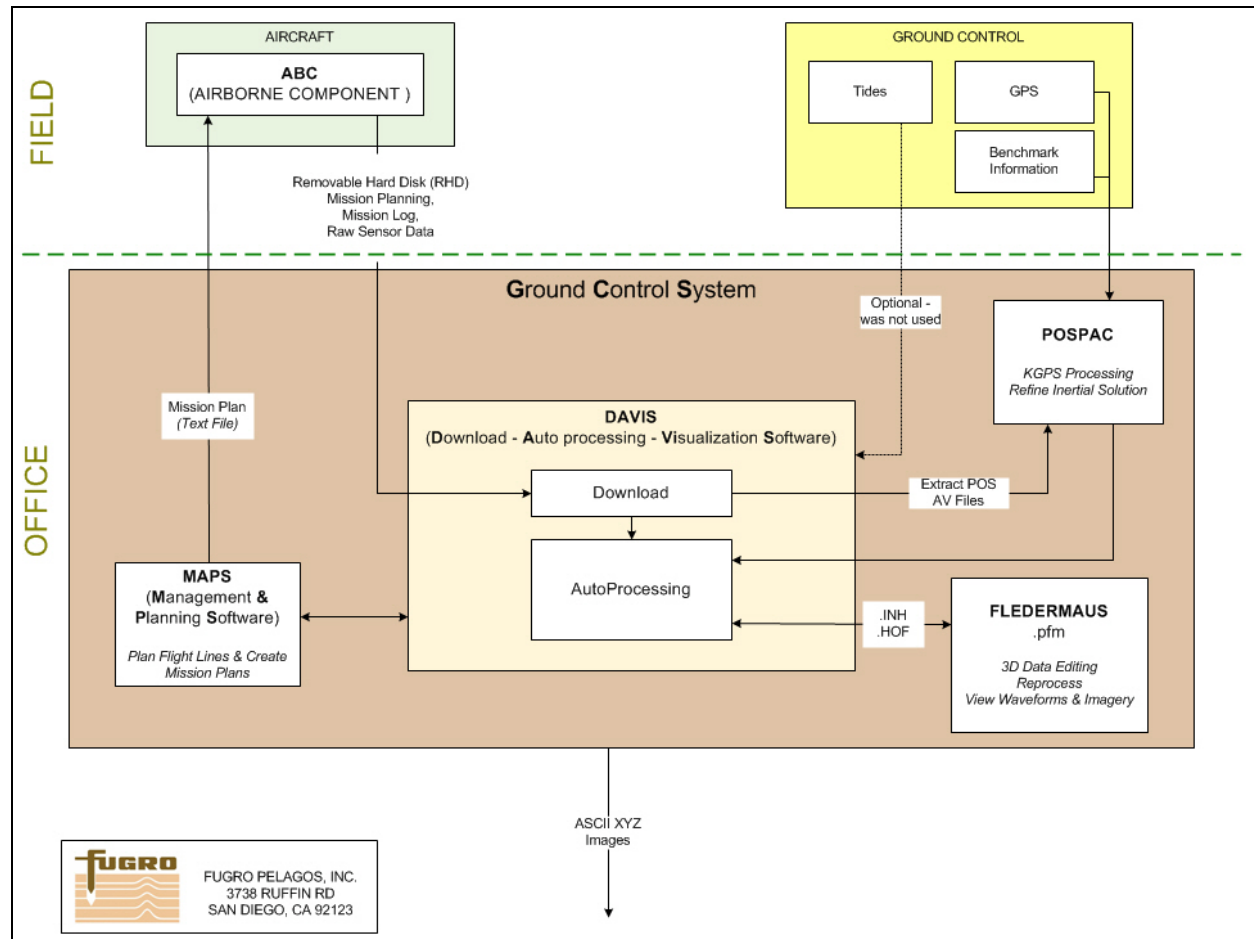 FIELD
AIRCRAFT
ABC
(AIRBORNE COMPONENT )
Removable Hard Disk (RHD)
Mission Planning,
Mission Log,
Raw Sensor Data
GROUND CONTROL
Tides
GPS
Benchmark
Information
OFFICE
Ground Control System
Optional -
was not used
POSPAC
KGPS Processing
Refine Inertial Solution
Mission Plan
(Text File)
DAVIS
(Download - Auto processing - Visualization Software)
Download
Extract POS
AV Files
AutoProcessing
MAPS
(Management &
Planning Software)
Plan Flight Lines & Create
Mission Plans
.INH
.HOF
FLEDERMAUS
.pfm
3D Data Editing
Reprocess
View Waveforms & Imagery
ASCII XYZ
Images
FUGRO
FUGRO PELAGOS, INC.
3738 RUFFIN RD
SAN DIEGO, CA 92123